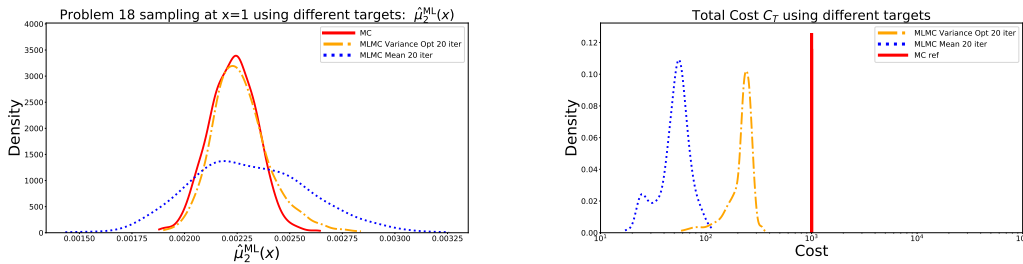 Problem 18 sampling at x=1 using different targets: μ̂₂ᴹᴸ(x)
MC
MLMC Variance Opt 20 iter
MLMC Mean 20 iter
Density
4000
3500
3000
2500
2000
1500
1000
500
0
0.00150 0.00175 0.00200 0.00225 0.00250 0.00275 0.00300 0.00325
μ̂₂ᴹᴸ(x)
Total Cost C_T using different targets
MLMC Variance Opt 20 iter
MLMC Mean 20 iter
MC ref
Density
0.12
0.10
0.08
0.06
0.04
0.02
0.00
10¹ 10² 10³ 10⁴ 10⁵
Cost